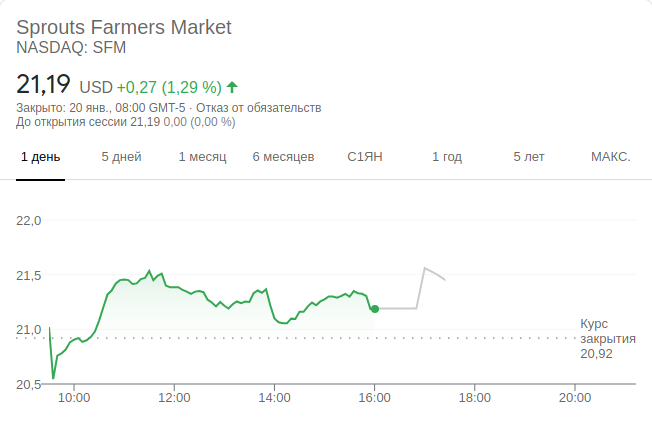 Sprouts Farmers Market
NASDAQ: SFM
21,19 USD +0,27 (1,29 %)
Закрыто: 20 янв., 08:00 GMT-5 · Отказ от обязательств
До открытия сессии 21,19 0,00 (0,00 %)
1 день 5 дней 1 месяц 6 месяцев С1ЯН 1 год 5 лет МАКС.
22,0
21,5
21,0
Курс
закрытия
20,92
20,5
10:00 12:00 14:00 16:00 18:00 20:00